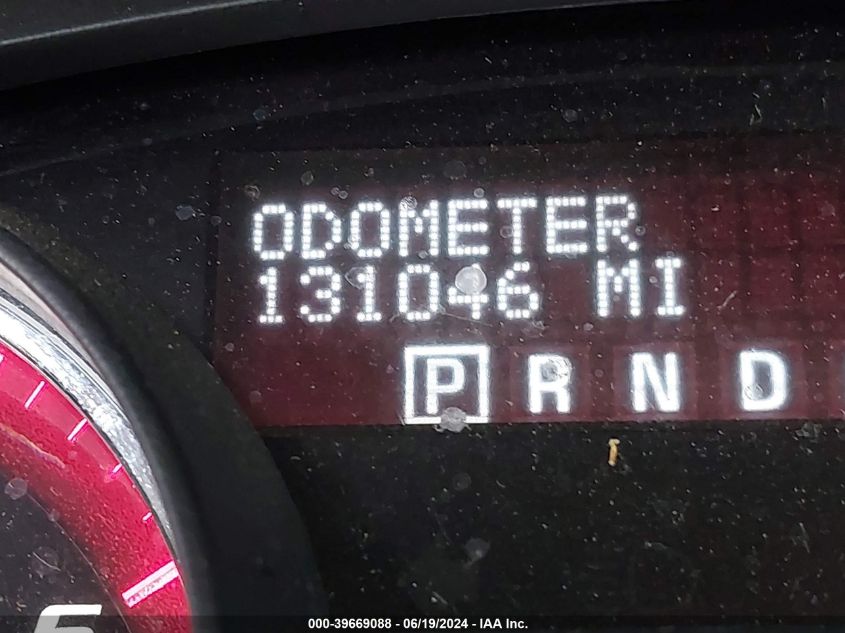 ODOMETER
131046 MI
P R N D
000-39669088 - 06/19/2024 - IAA Inc.